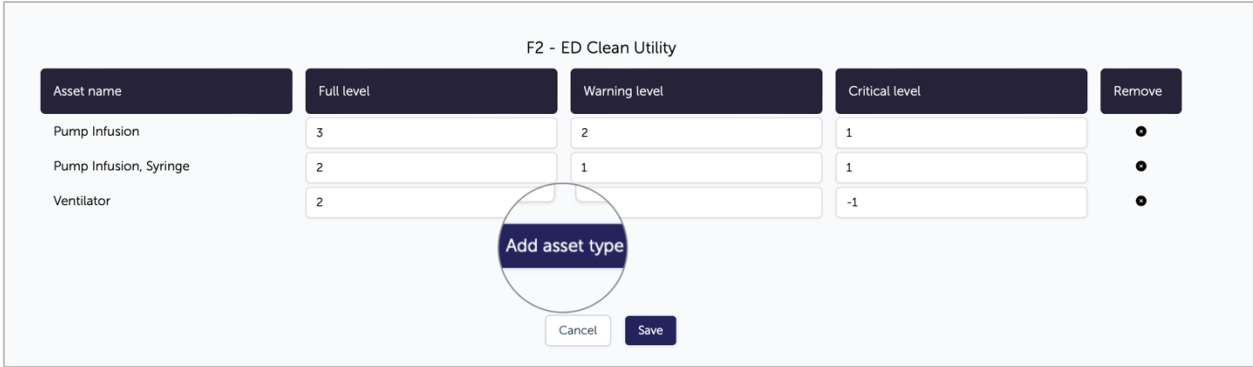 F2 - ED Clean Utility
Asset name Full level Warning level Critical level Remove
Pump Infusion 3 2 1
Pump Infusion, Syringe 2 1 1
Ventilator 2 -1
Add asset type
Cancel Save